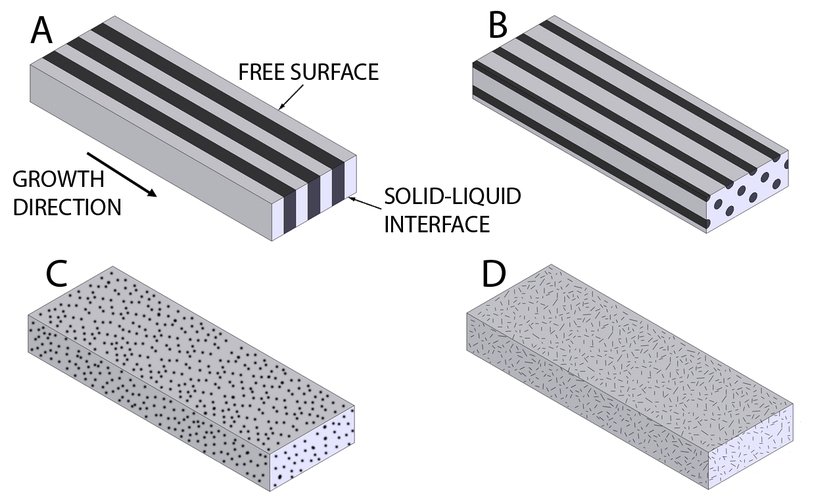 A
B
FREE SURFACE
GROWTH
DIRECTION
SOLID-LIQUID
INTERFACE
C
D